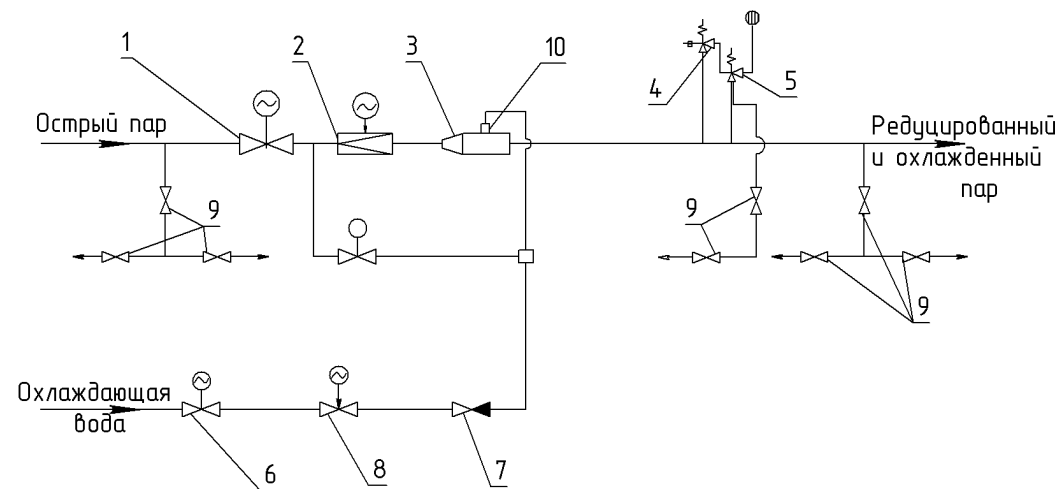 1
2
3
10
4
5
Острый пар
Редуцированный
и охлажденный
пар
9
9
9
Охлаждающая
вода
6
8
7